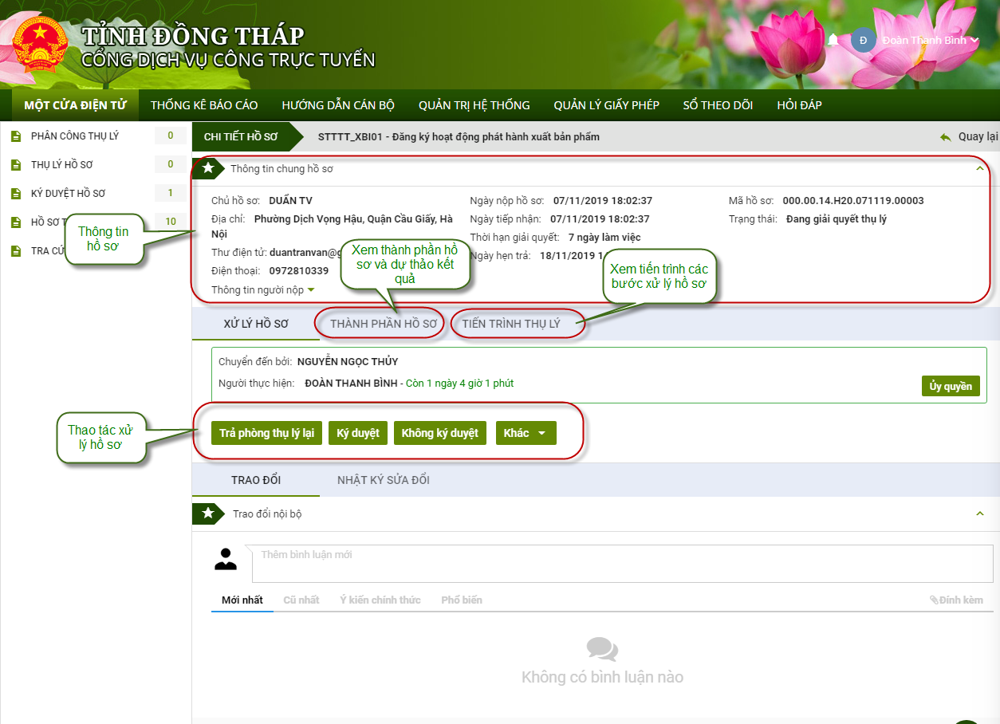 TỈNH ĐỒNG THÁP
CỔNG DỊCH VỤ CÔNG TRỰC TUYẾN
Đ
Đoàn Thanh Bình
MỘT CỬA ĐIỆN TỬ
THỐNG KÊ BÁO CÁO
HƯỚNG DẪN CÁN BỘ
QUẢN TRỊ HỆ THỐNG
QUẢN LÝ GIẤY PHÉP
SỔ THEO DÕI
HỎI ĐÁP
PHÂN CÔNG THỤ LÝ 0
THỤ LÝ HỒ SƠ 0
KÝ DUYỆT HỒ SƠ 1
HỒ SƠ 10
TRA
Thông tin
hồ sơ
CHI TIẾT HỒ SƠ
STTTT_XBI01 - Đăng ký hoạt động phát hành xuất bản phẩm
Quay lại
Thông tin chung hồ sơ
Chủ hồ sơ: DUẨN TV
Địa chỉ: Phường Dịch Vọng Hậu, Quận Cầu Giấy, Hà
Nội
Thư điện tử: duantranvan@
Điện thoại: 0972810339
Thông tin người nộp
Ngày nộp hồ sơ: 07/11/2019 18:02:37
Ngày tiếp nhận: 07/11/2019 18:02:37
Thời hạn giải quyết: 7 ngày làm việc
Ngày hẹn trả: 18/11/2019
Mã hồ sơ: 000.00.14.H20.071119.00003
Trạng thái: Đang giải quyết thụ lý
Xem thành phần hồ
sơ và dự thảo kết
quả
Xem tiến trình các
bước xử lý hồ sơ
XỬ LÝ HỒ SƠ
THÀNH PHẦN HỒ SƠ
TIẾN TRÌNH THỤ LÝ
Chuyển đến bởi: NGUYỄN NGỌC THỦY
Người thực hiện: ĐOÀN THANH BÌNH - Còn 1 ngày 4 giờ 1 phút
Ủy quyền
Thao tác xử
lý hồ sơ
Trả phòng thụ lý lại
Ký duyệt
Không ký duyệt
Khác
TRAO ĐỔI
NHẬT KÝ SỬA ĐỔI
Trao đổi nội bộ
Thêm bình luận mới
Mới nhất
Cũ nhất
Ý kiến chính thức
Phổ biến
Đính kèm
Không có bình luận nào